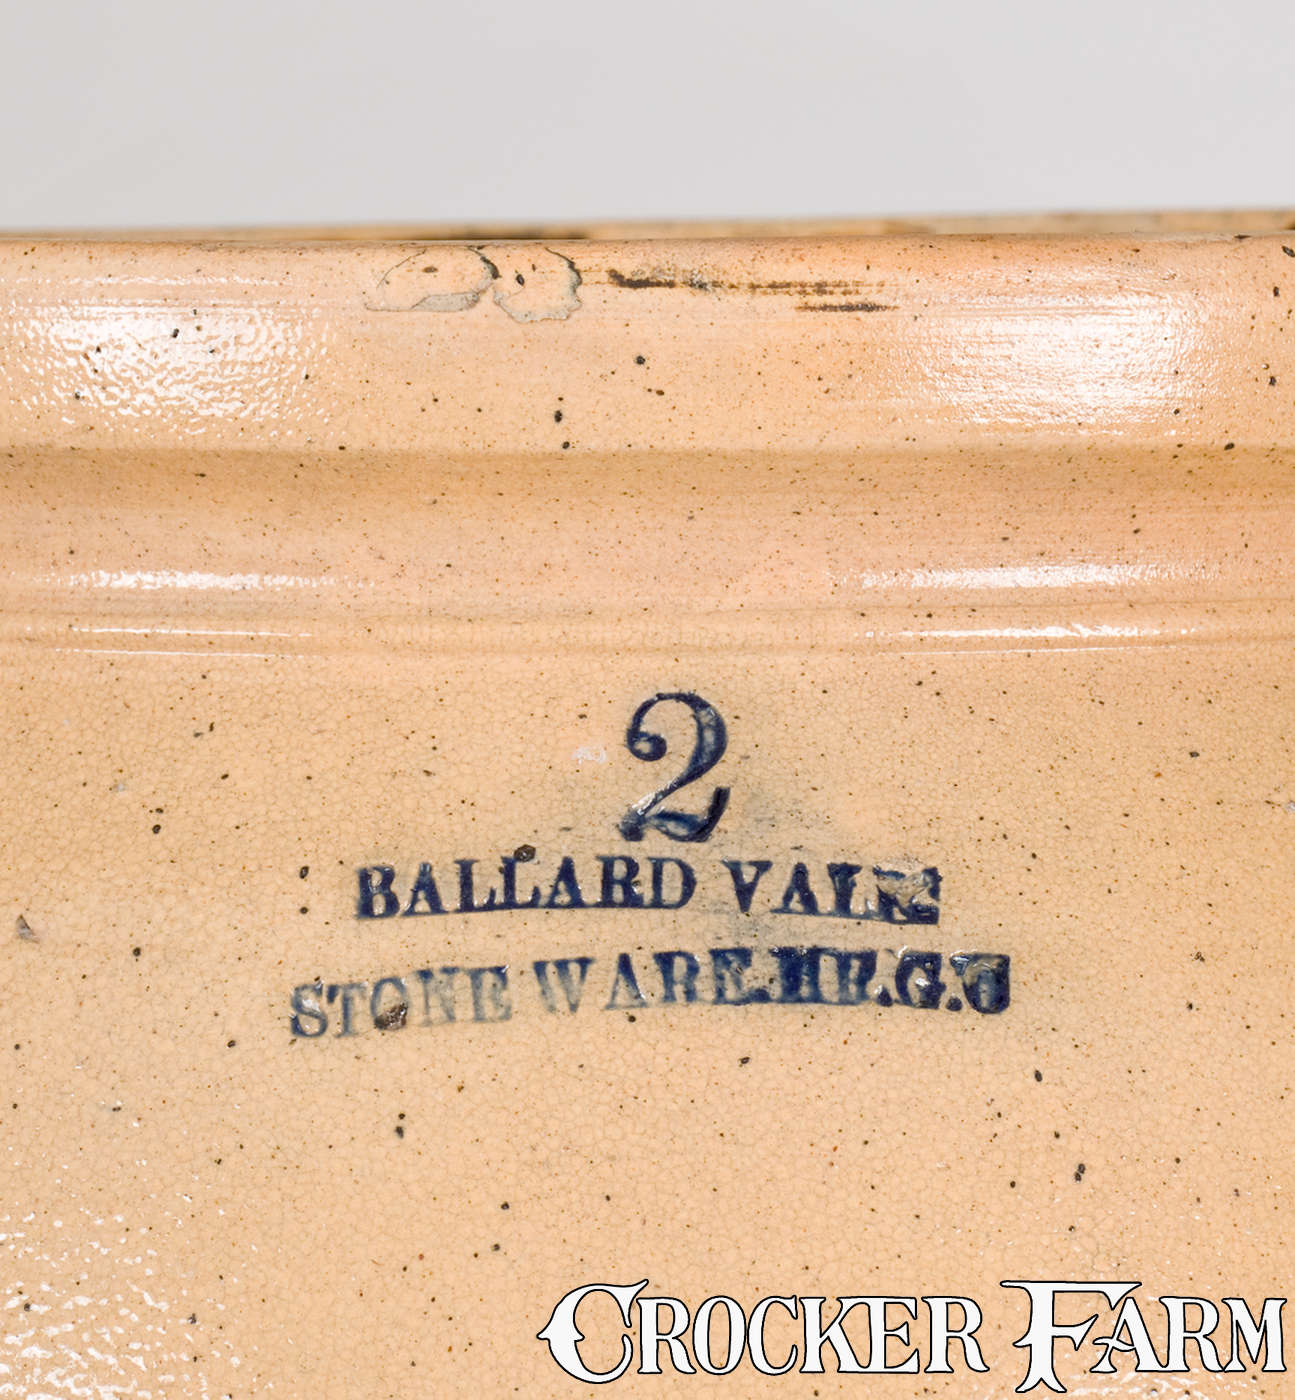 2
BALLARD VALE
STONE WARE.
CROCKER FARM